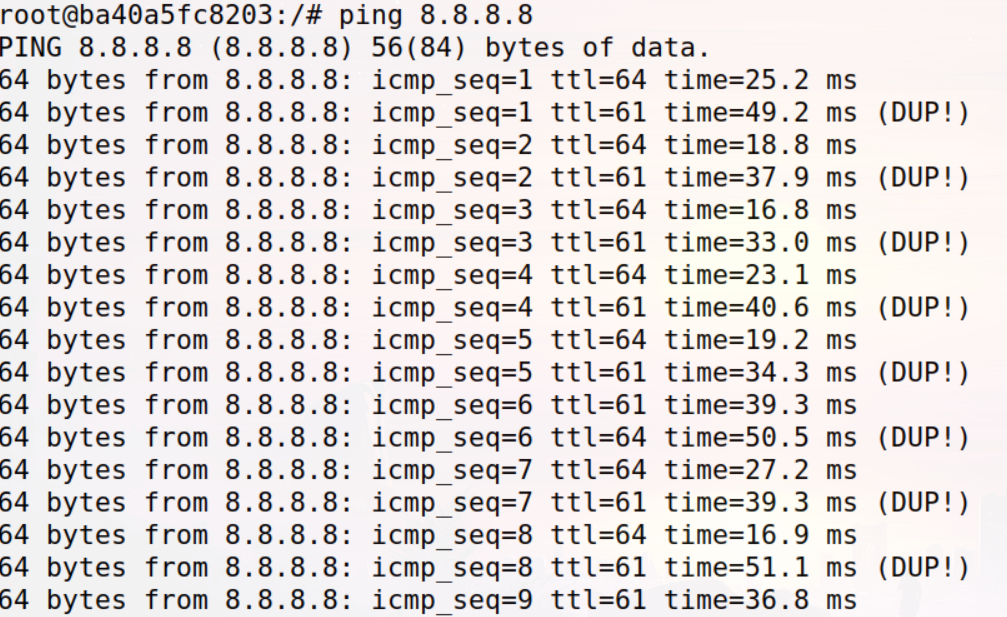 root@ba40a5fc8203:/# ping 8.8.8.8
PING 8.8.8.8 (8.8.8.8) 56(84) bytes of data.
64 bytes from 8.8.8.8: icmp_seq=1 ttl=64 time=25.2 ms
64 bytes from 8.8.8.8: icmp_seq=1 ttl=61 time=49.2 ms (DUP!)
64 bytes from 8.8.8.8: icmp_seq=2 ttl=64 time=18.8 ms
64 bytes from 8.8.8.8: icmp_seq=2 ttl=61 time=37.9 ms (DUP!)
64 bytes from 8.8.8.8: icmp_seq=3 ttl=64 time=16.8 ms
64 bytes from 8.8.8.8: icmp_seq=3 ttl=61 time=33.0 ms (DUP!)
64 bytes from 8.8.8.8: icmp_seq=4 ttl=64 time=23.1 ms
64 bytes from 8.8.8.8: icmp_seq=4 ttl=61 time=40.6 ms (DUP!)
64 bytes from 8.8.8.8: icmp_seq=5 ttl=64 time=19.2 ms
64 bytes from 8.8.8.8: icmp_seq=5 ttl=61 time=34.3 ms (DUP!)
64 bytes from 8.8.8.8: icmp_seq=6 ttl=61 time=39.3 ms
64 bytes from 8.8.8.8: icmp_seq=6 ttl=64 time=50.5 ms (DUP!)
64 bytes from 8.8.8.8: icmp_seq=7 ttl=64 time=27.2 ms
64 bytes from 8.8.8.8: icmp_seq=7 ttl=61 time=39.3 ms (DUP!)
64 bytes from 8.8.8.8: icmp_seq=8 ttl=64 time=16.9 ms
64 bytes from 8.8.8.8: icmp_seq=8 ttl=61 time=51.1 ms (DUP!)
64 bytes from 8.8.8.8: icmp_seq=9 ttl=61 time=36.8 ms